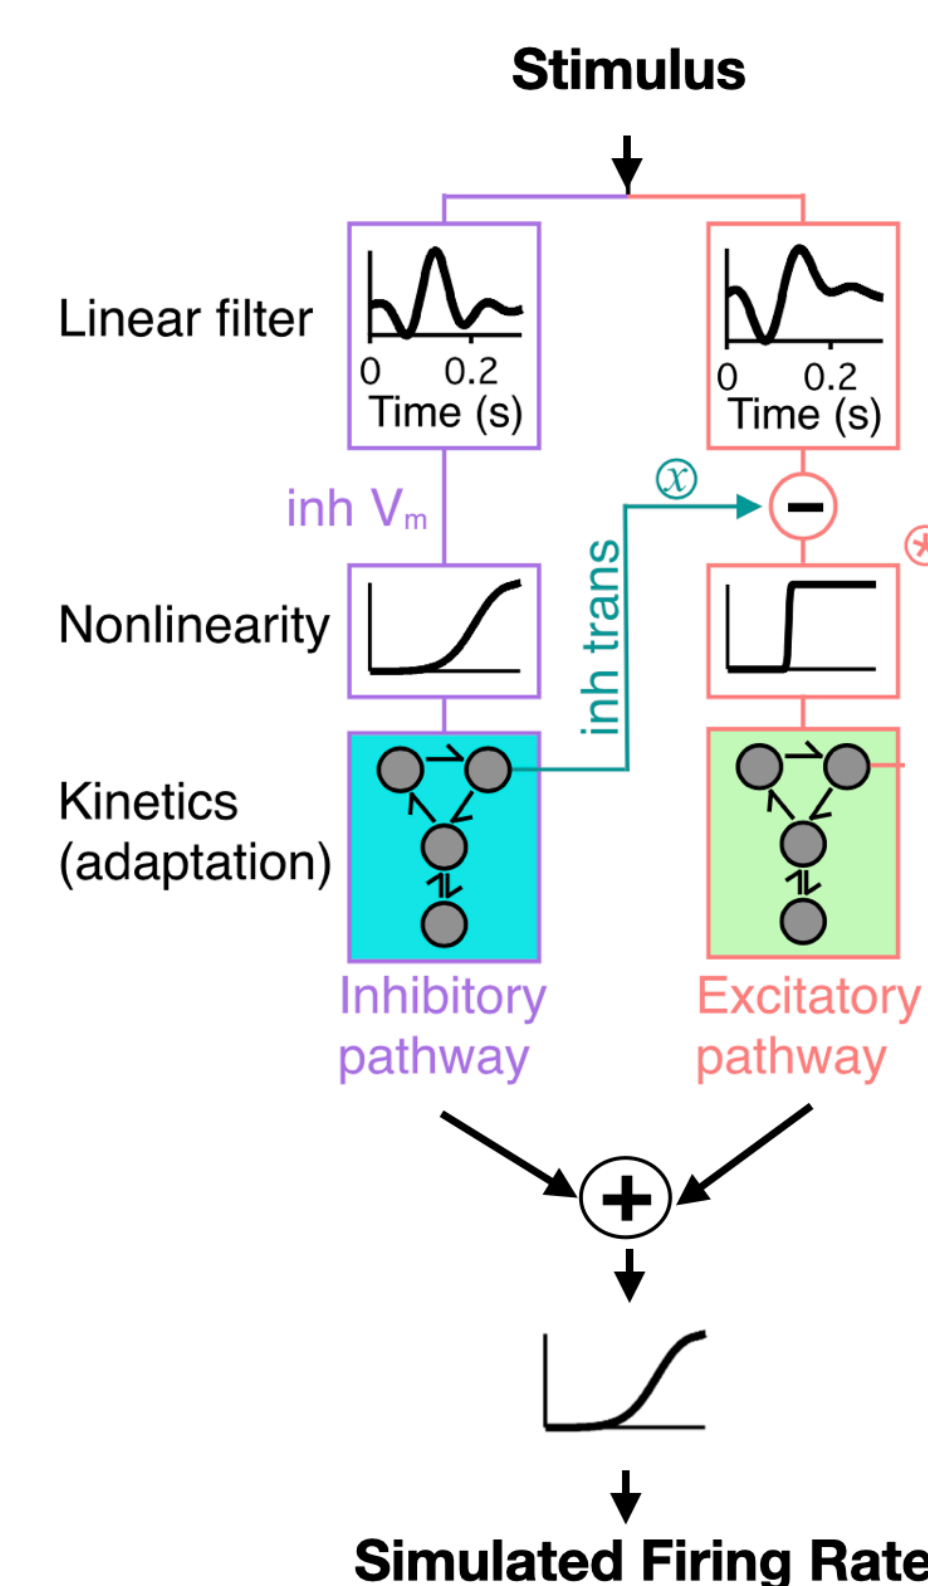 Stimulus
Linear filter
0 0.2
Time (s)
0 0.2
Time (s)
inh Vm
x
−
*
inh trans
Nonlinearity
Kinetics
(adaptation)
Inhibitory
pathway
Excitatory
pathway
+
Simulated Firing Rate